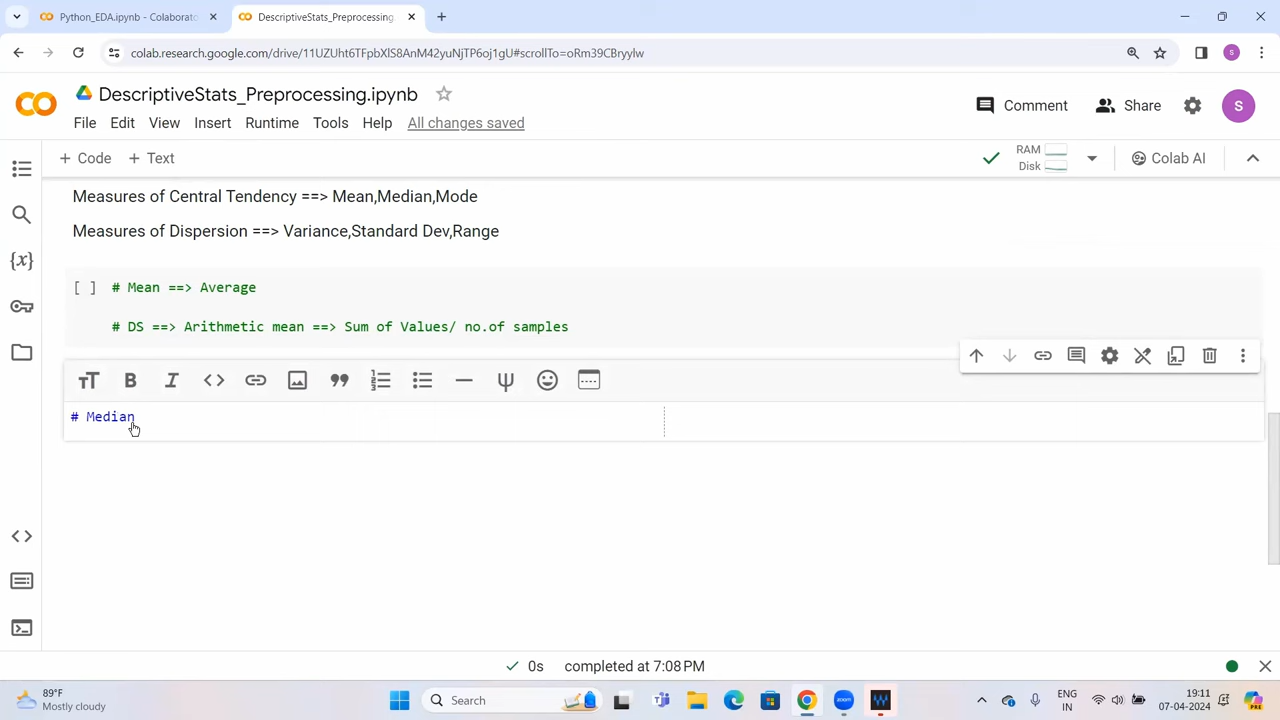 Python_EDA.ipynb - Colaborato
DescriptiveStats_Preprocessing.
colab.research.google.com/drive/11UZUht6TFpbXlS8AnM42yuNjTP6oj1gU#scrollTo=oRm39CBryylw
S
DescriptiveStats_Preprocessing.ipynb
Comment
Share
S
File Edit View Insert Runtime Tools Help All changes saved
+ Code + Text
RAM
Disk
Colab AI
Measures of Central Tendency ==> Mean,Median,Mode
Measures of Dispersion ==> Variance,Standard Dev,Range
[ ] # Mean ==> Average
# DS ==> Arithmetic mean ==> Sum of Values/ no.of samples
# Median
0s completed at 7:08 PM
89°F
Mostly cloudy
Search
ENG
IN
19:11
07-04-2024